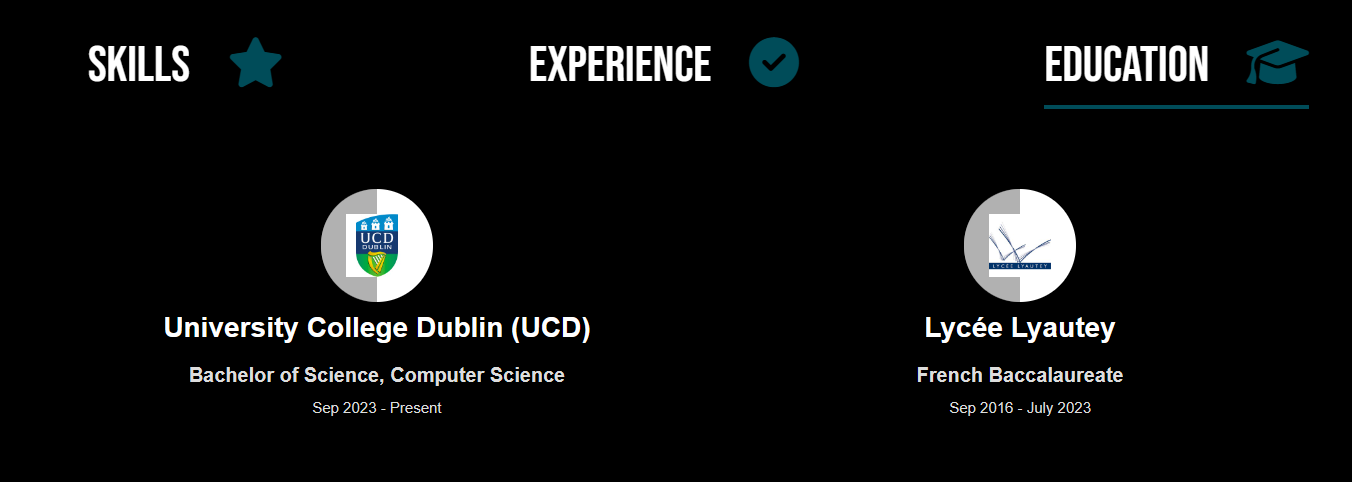 SKILLS
EXPERIENCE
EDUCATION
UCD
DUBLIN
University College Dublin (UCD)
Bachelor of Science, Computer Science
Sep 2023 - Present
LYCÉE LYAUTEY
Lycée Lyautey
French Baccalaureate
Sep 2016 - July 2023